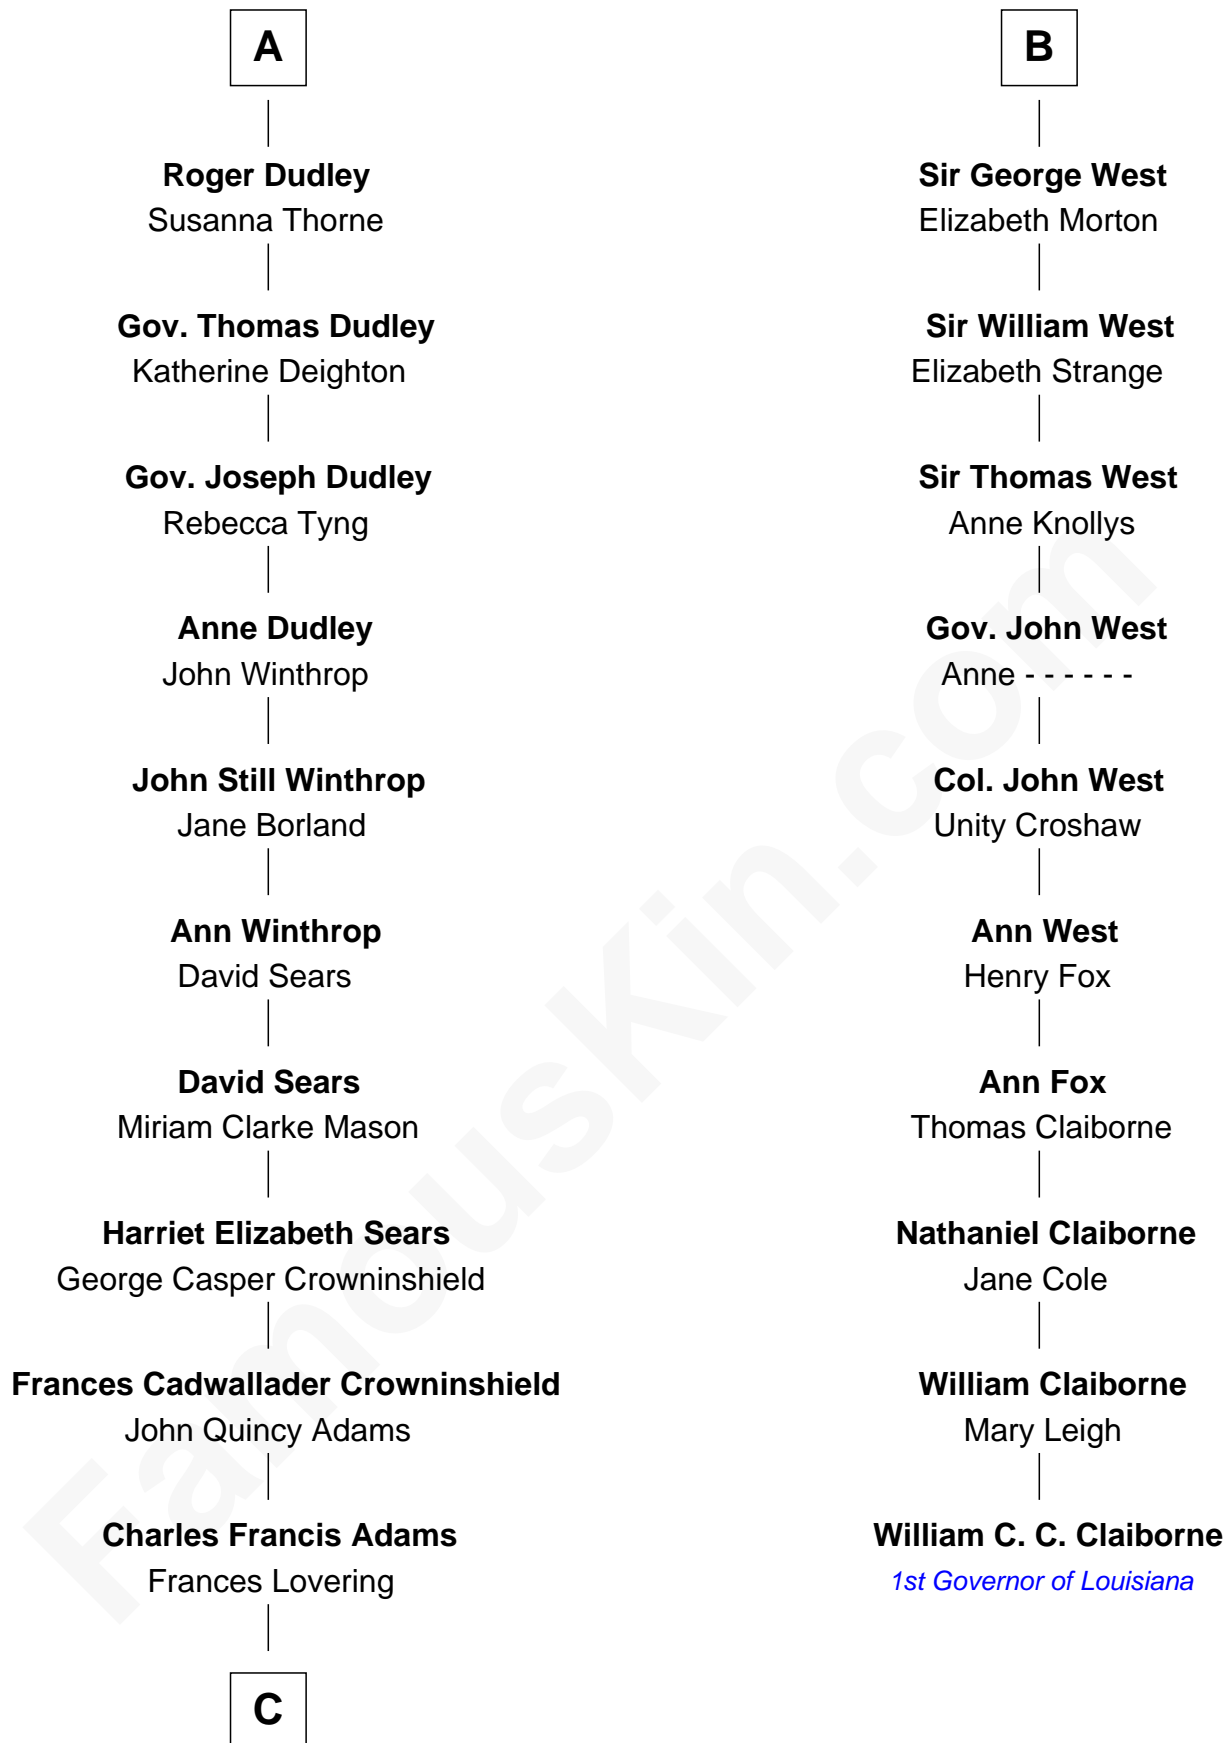 A
Roger Dudley
Susanna Thorne
Gov. Thomas Dudley
Katherine Deighton
Gov. Joseph Dudley
Rebecca Tyng
Anne Dudley
John Winthrop
John Still Winthrop
Jane Borland
Ann Winthrop
David Sears
David Sears
Miriam Clarke Mason
Harriet Elizabeth Sears
George Casper Crowninshield
Frances Cadwallader Crowninshield
John Quincy Adams
Charles Francis Adams
Frances Lovering
C
B
Sir George West
Elizabeth Morton
Sir William West
Elizabeth Strange
Sir Thomas West
Anne Knollys
Gov. John West
Anne - - - - - -
Col. John West
Unity Croshaw
Ann West
Henry Fox
Ann Fox
Thomas Claiborne
Nathaniel Claiborne
Jane Cole
William Claiborne
Mary Leigh
William C. C. Claiborne
1st Governor of Louisiana
FamousKin.com